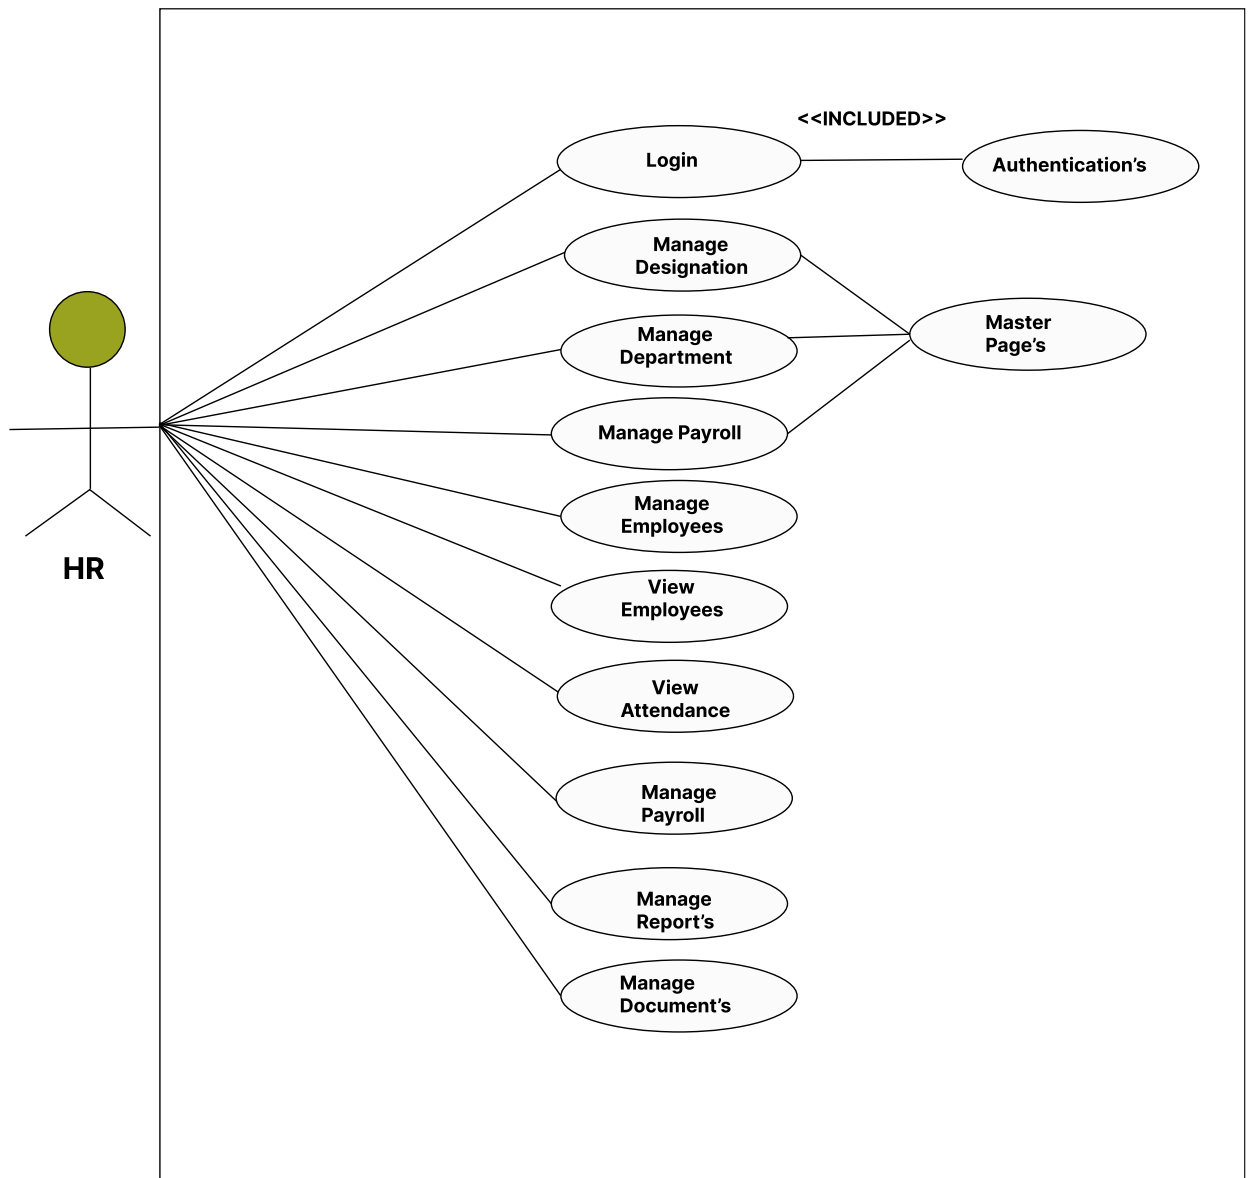 <<INCLUDED>>
Login
Authentication’s
Manage
Designation
Master
Page’s
Manage
Department
Manage Payroll
Manage
Employees
HR
View
Employees
View
Attendance
Manage
Payroll
Manage
Report’s
Manage
Document’s